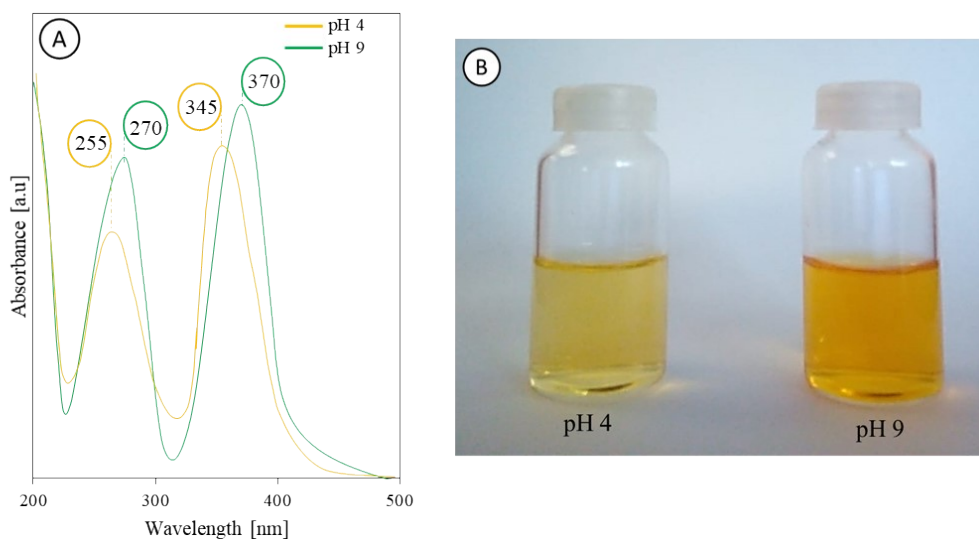 A
pH 4
pH 9
255
270
345
370
Absorbance [a.u]
200
300
400
500
Wavelength [nm]
B
pH 4
pH 9